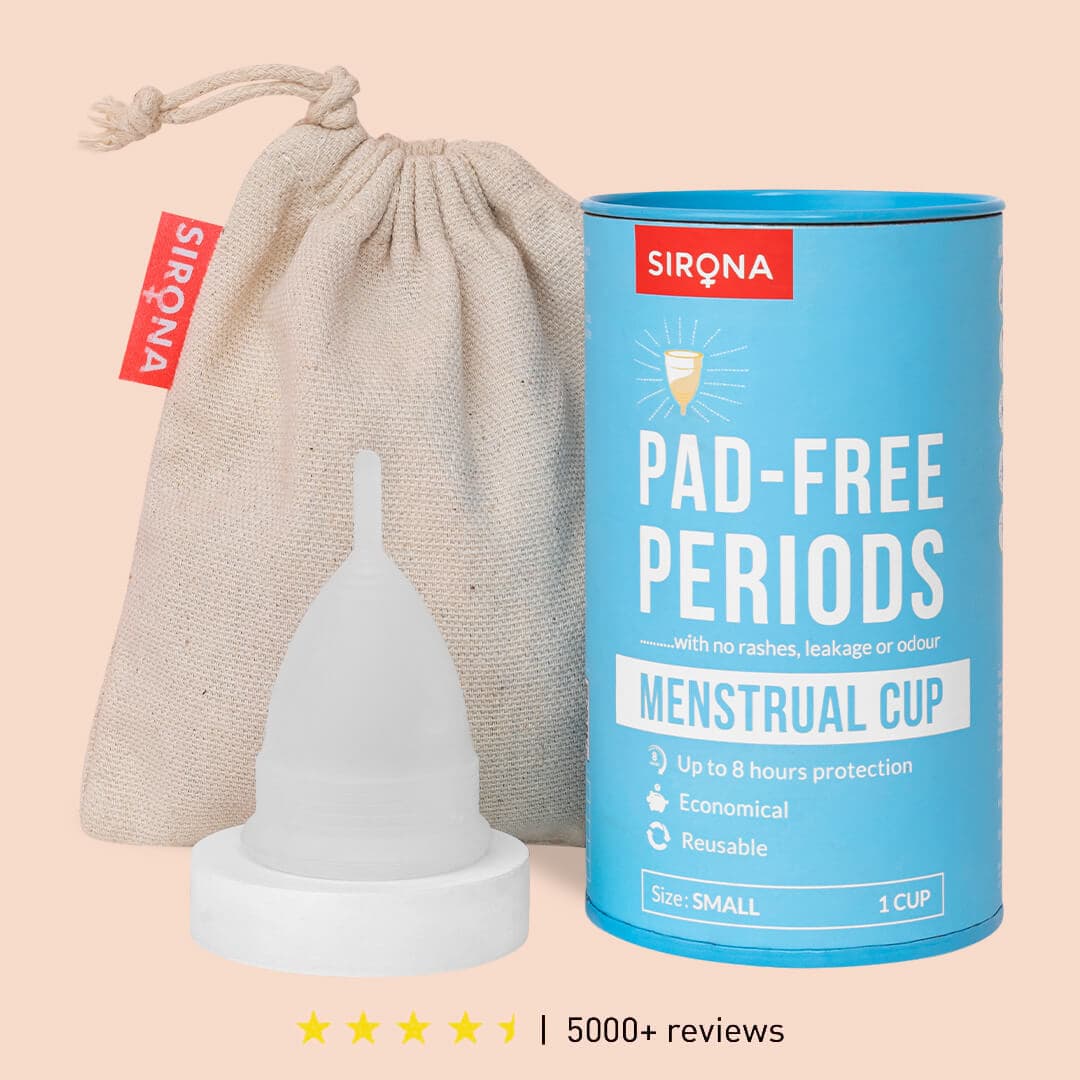 SIRONA
SIRONA
PAD-FREE
PERIODS
..........with no rashes, leakage or odour
MENSTRUAL CUP
8
Up to 8 hours protection
Economical
Reusable
Size: SMALL 1 CUP
| 5000+ reviews